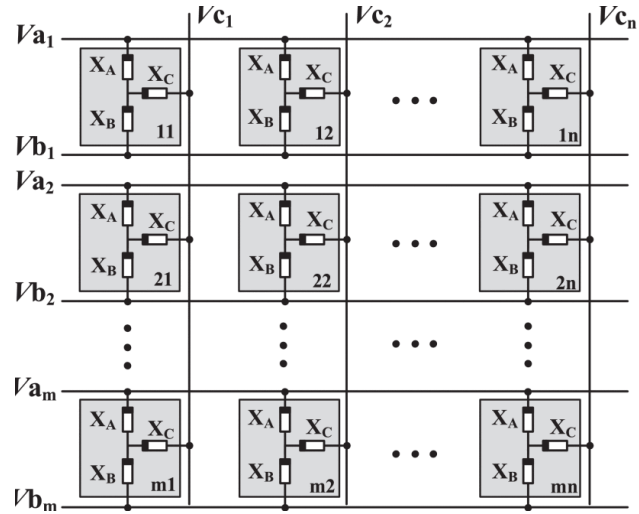 Vc1 Vc2 Vcn
Va1
XA XC XB 11
XA XC XB 12
XA XC XB 1n
Vb1
Va2
XA XC XB 21
XA XC XB 22
XA XC XB 2n
Vb2
Vam
XA XC XB m1
XA XC XB m2
XA XC XB mn
Vbm